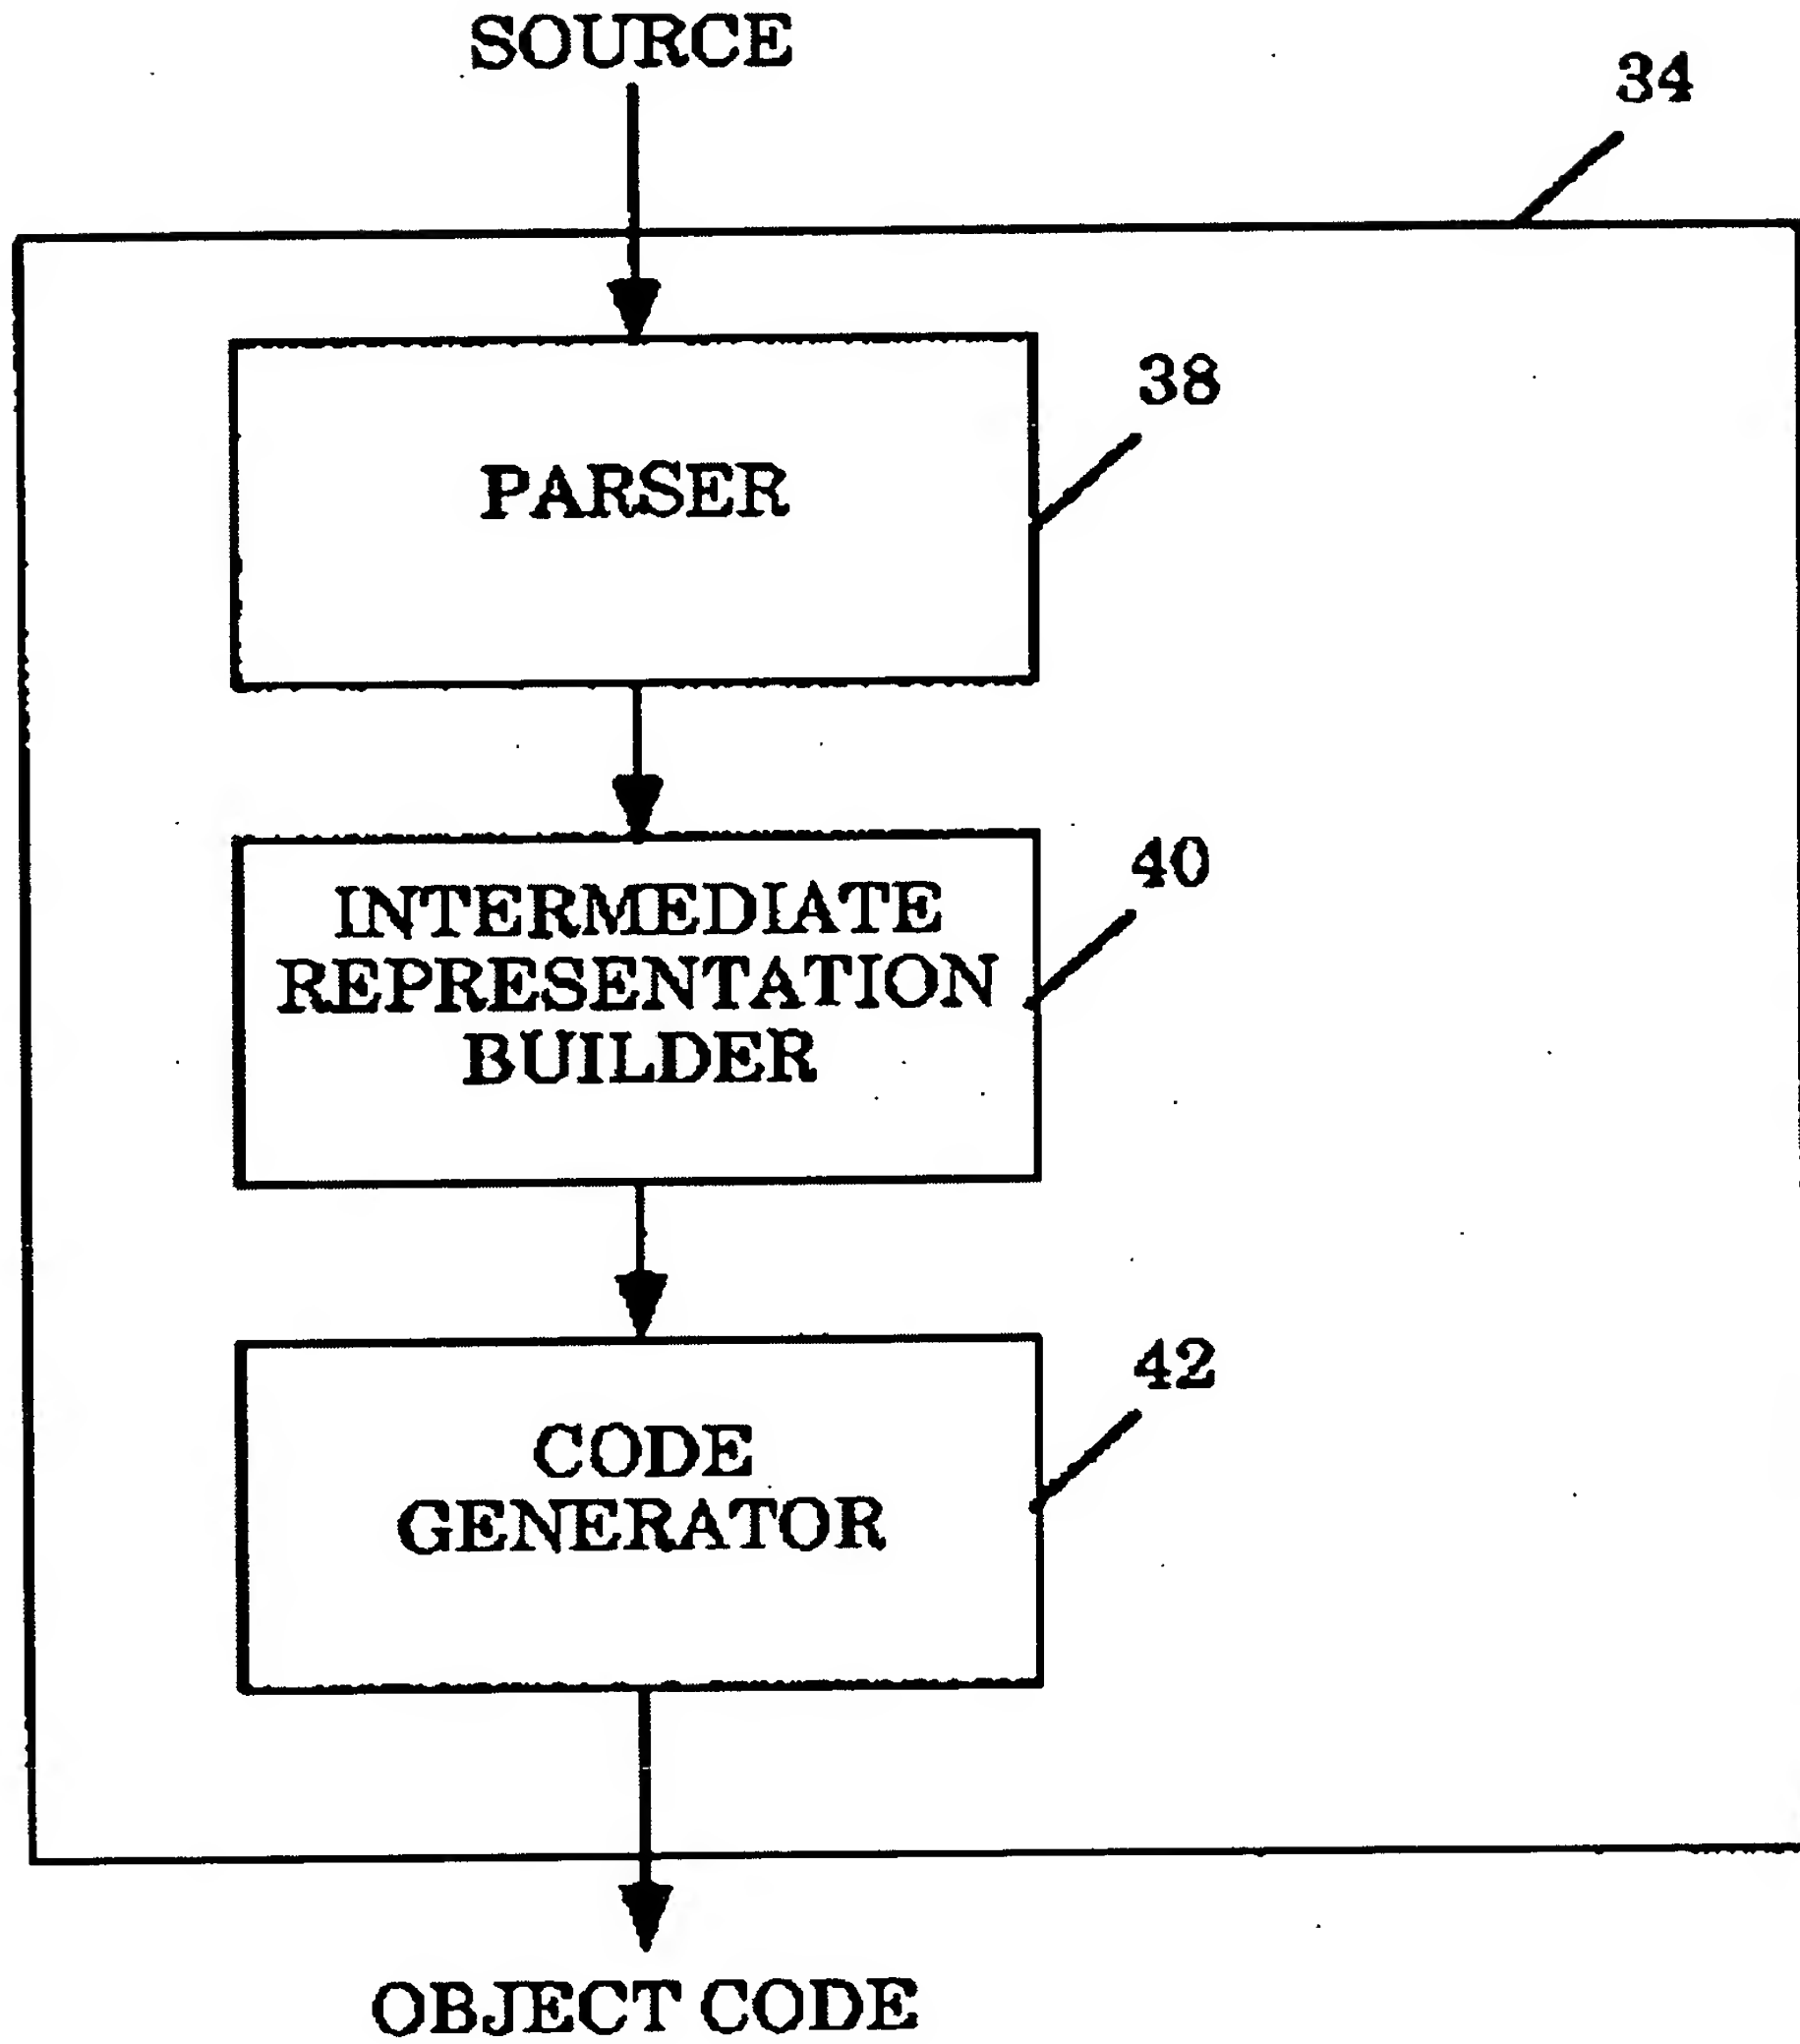 SOURCE
34
38
PARSER
40
INTERMEDIATE
REPRESENTATION
BUILDER
42
CODE
GENERATOR
OBJECT CODE